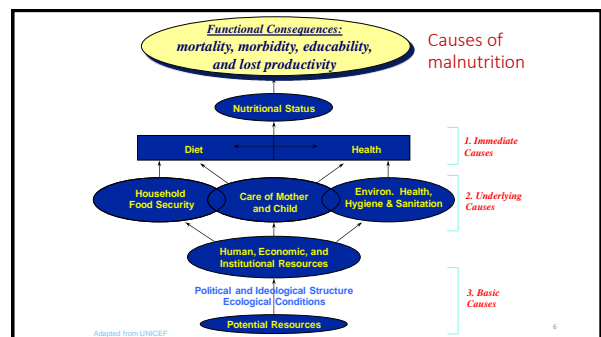 Functional Consequences:
mortality, morbidity, educability,
and lost productivity
Causes of
malnutrition
Nutritional Status
Diet
Health
1. Immediate
Causes
Household
Food Security
Care of Mother
and Child
Environ. Health,
Hygiene & Sanitation
2. Underlying
Causes
Human, Economic, and
Institutional Resources
Political and Ideological Structure
Ecological Conditions
3. Basic
Causes
Potential Resources
Adapted from UNICEF
6